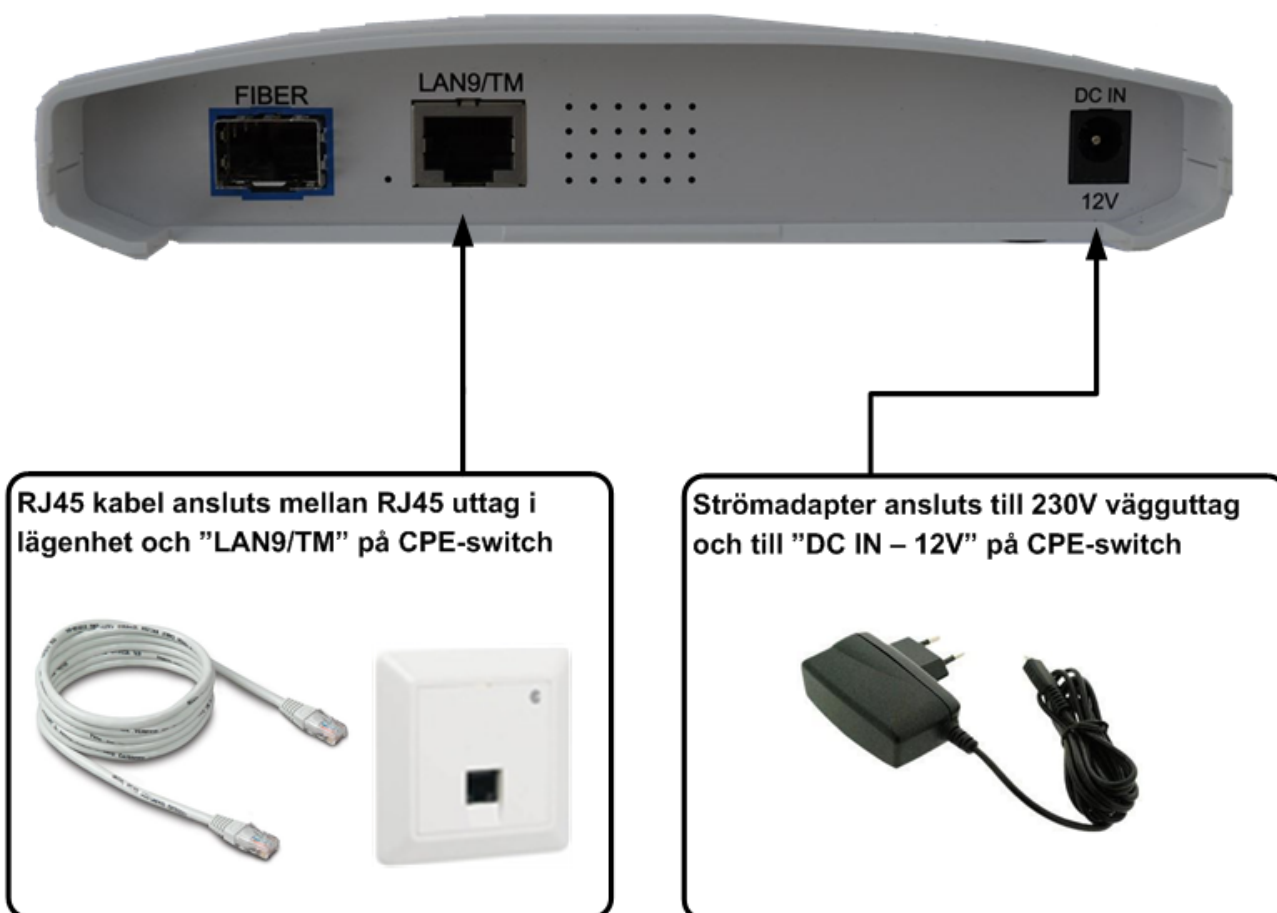 FIBER
LAN9/TM
DC IN
12V
RJ45 kabel ansluts mellan RJ45 uttag i
lägenhet och ”LAN9/TM” på CPE-switch
Strömadapter ansluts till 230V vägguttag
och till ”DC IN – 12V” på CPE-switch